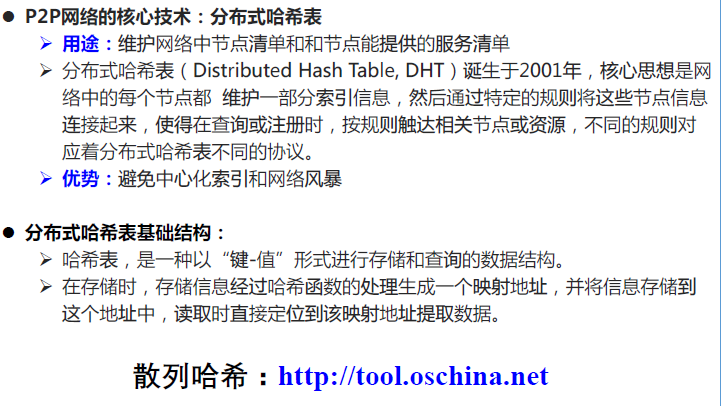 ● P2P网络的核心技术：分布式哈希表
➢ 用途：维护网络中节点清单和和节点能提供的服务清单
➢ 分布式哈希表（Distributed Hash Table, DHT）诞生于2001年，核心思想是网
络中的每个节点都 维护一部分索引信息，然后通过特定的规则将这些节点信息
连接起来，使得在查询或注册时，按规则触达相关节点或资源，不同的规则对
应着分布式哈希表不同的协议。
➢ 优势：避免中心化索引和网络风暴
● 分布式哈希表基础结构：
➢ 哈希表，是一种以“键-值”形式进行存储和查询的数据结构。
➢ 在存储时，存储信息经过哈希函数的处理生成一个映射地址，并将信息存储到
这个地址中，读取时直接定位到该映射地址提取数据。
散列哈希：http://tool.oschina.net